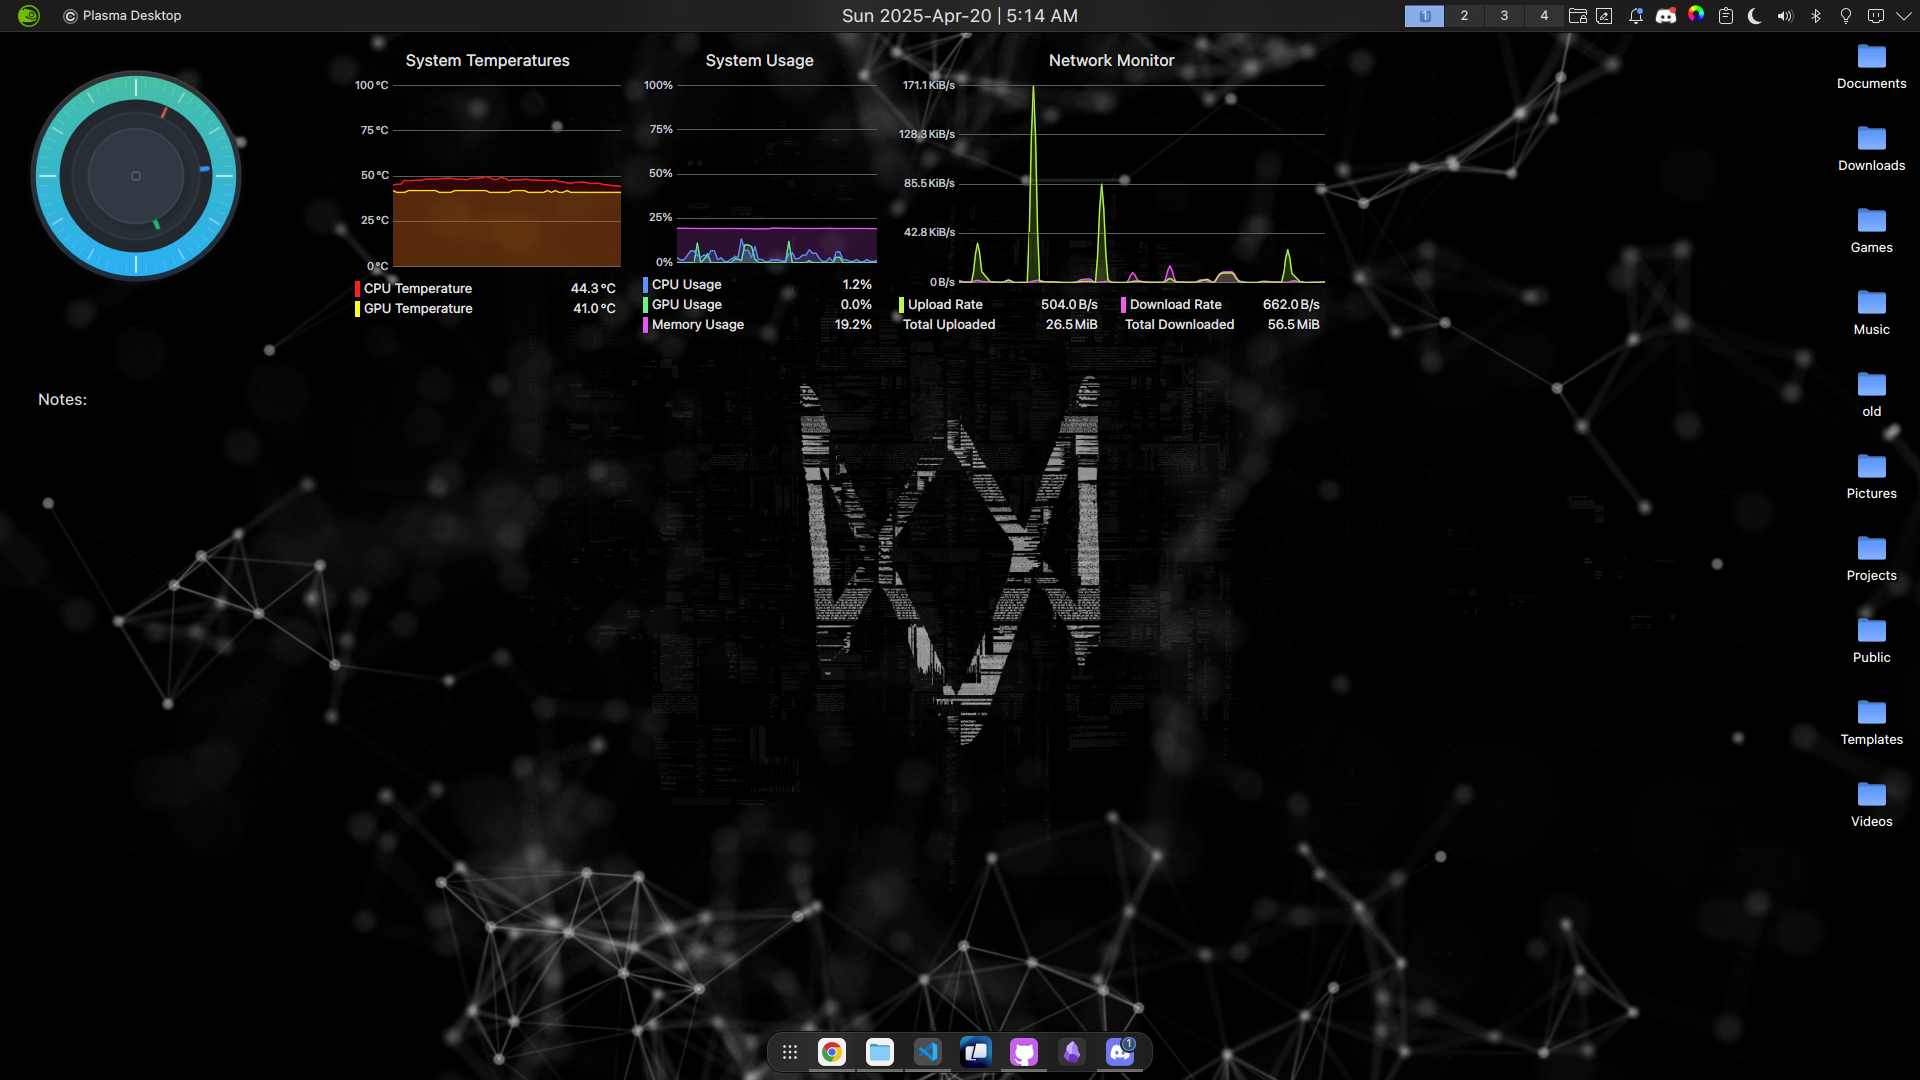 Plasma Desktop
Sun 2025-Apr-20 | 5:14 AM
1 2 3 4
System Temperatures
100 °C
75 °C
50 °C
25 °C
0 °C
CPU Temperature 44.3 °C
GPU Temperature 41.0 °C
System Usage
100%
75%
50%
25%
0%
CPU Usage 1.2%
GPU Usage 0.0%
Memory Usage 19.2%
Network Monitor
171.1 KiB/s
128.3 KiB/s
85.5 KiB/s
42.8 KiB/s
0 B/s
Upload Rate 504.0 B/s Download Rate 662.0 B/s
Total Uploaded 26.5 MiB Total Downloaded 56.5 MiB
Notes:
Documents
Downloads
Games
Music
old
Pictures
Projects
Public
Templates
Videos
1